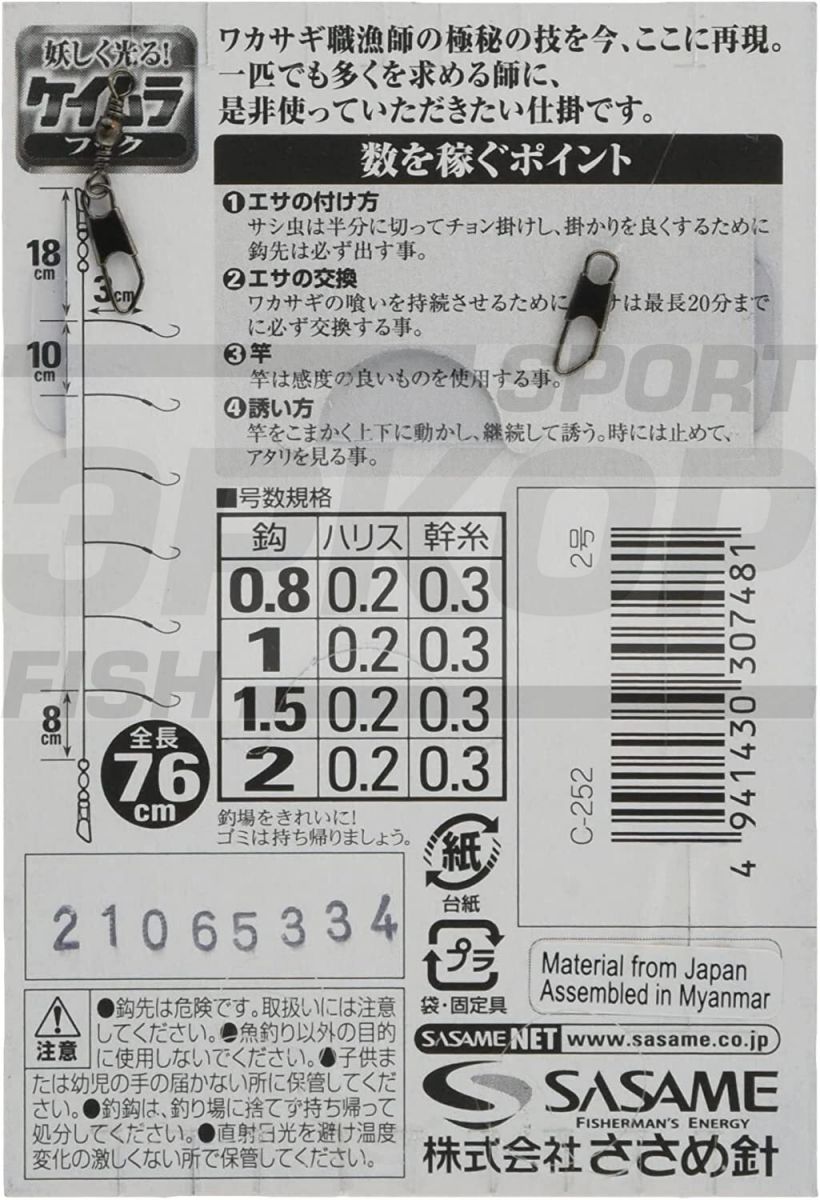 妖しく光る!
ケイムラ
フック
ワカサギ職漁師の極秘の技を今、ここに再現。
一匹でも多くを求める師に、
是非使っていただきたい仕掛です。
数を稼ぐポイント
❶エサの付け方
サシ虫は半分に切ってチョン掛けし、掛かりを良くするために
鈎先は必ず出す事。
❷エサの交換
ワカサギの喰いを持続させるために サは最長20分まで
に必ず交換する事。
❸竿
竿は感度の良いものを使用する事。
❹誘い方
竿をこまかく上下に動かし、継続して誘う。時には止めて、
アタリを見る事。
18
cm
3cm
10
cm
8
cm
全長
76
cm
SPORT
ЭРКОР
FISH
■号数規格
鈎 ハリス 幹糸
0.8 0.2 0.3
1 0.2 0.3
1.5 0.2 0.3
2 0.2 0.3
釣場をきれいに!
ゴミは持ち帰りましょう。
2号
C-252
4 941430 307481
21065334
紙
台紙
プラ
袋・固定具
Material from Japan
Assembled in Myanmar
注意
●鈎先は危険です。取扱いには注意
してください。●魚釣り以外の目的
に使用しないでください。●子供ま
たは幼児の手の届かない所に保管してくだ
さい。●釣鈎は、釣り場に捨てず持ち帰って
処分してください。●直射日光を避け温度
変化の激しくない所で保管してください。
SASAME NET www.sasame.co.jp
SASAME
FISHERMAN'S ENERGY
株式会社 ささめ針